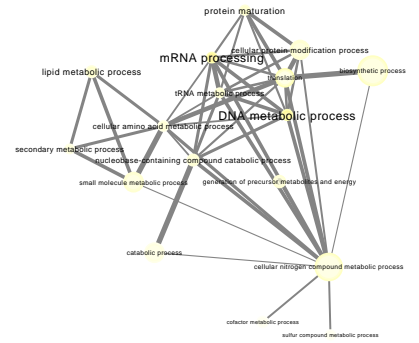 protein maturation
mRNA processing
cellular protein modification process
lipid metabolic process
translation
biosynthetic process
tRNA metabolic process
DNA metabolic process
cellular amino acid metabolic process
secondary metabolic process
nucleobase-containing compound catabolic process
small molecule metabolic process
generation of precursor metabolites and energy
catabolic process
cellular nitrogen compound metabolic process
cofactor metabolic process
sulfur compound metabolic process